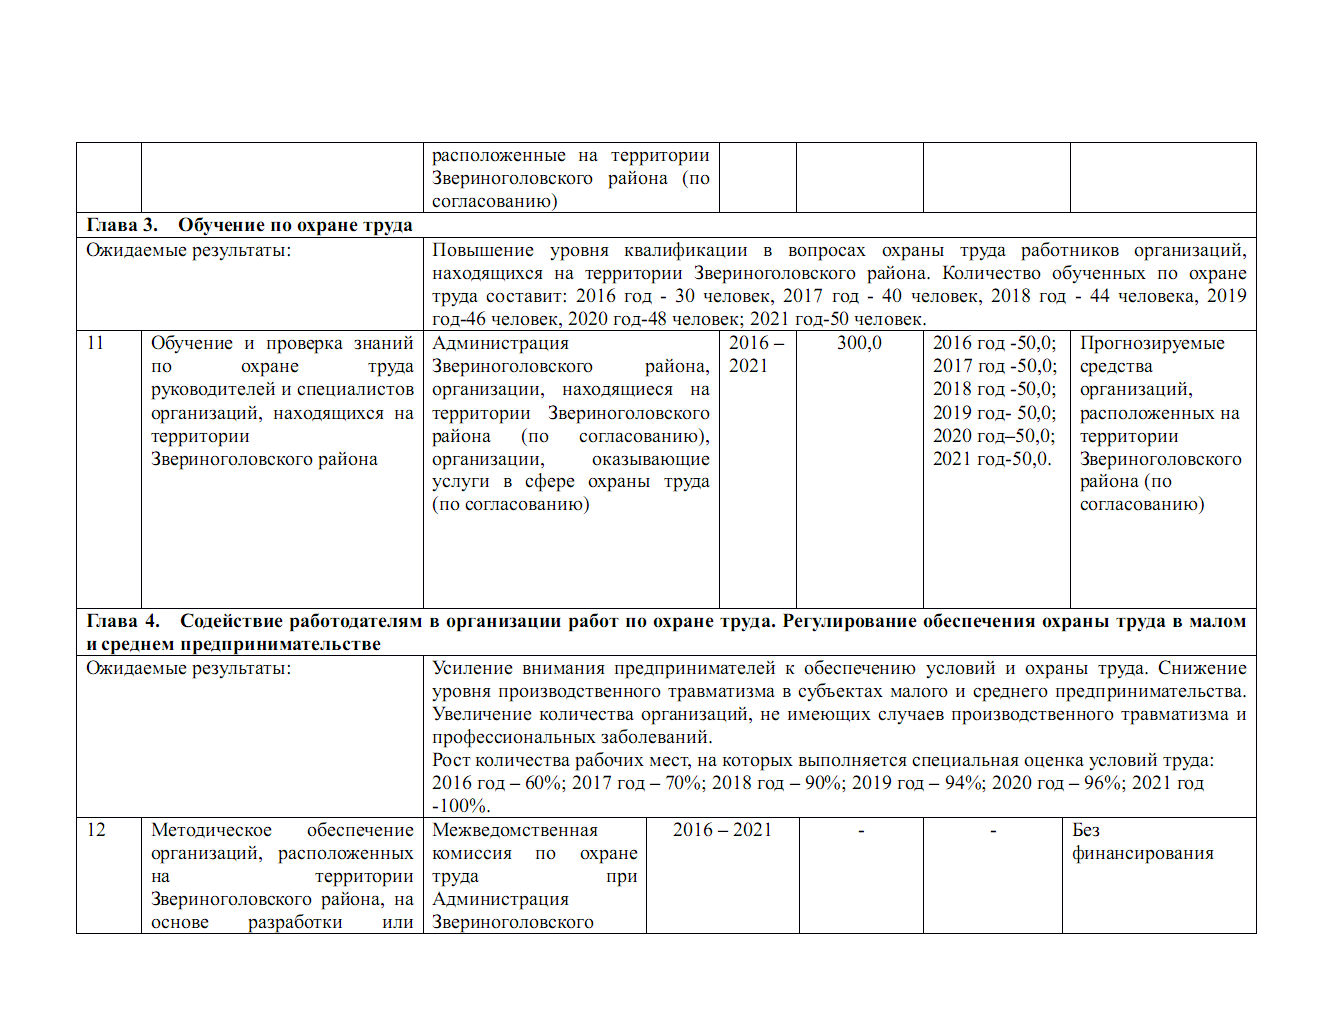 расположенные на территории
Звериноголовского района (по
согласованию)
Глава 3. Обучение по охране труда
Ожидаемые результаты:
Повышение уровня квалификации в вопросах охраны труда работников организаций,
находящихся на территории Звериноголовского района. Количество обученных по охране
труда составит: 2016 год - 30 человек, 2017 год - 40 человек, 2018 год - 44 человека, 2019
год-46 человек, 2020 год-48 человек; 2021 год-50 человек.
11
Обучение и проверка знаний
по охране труда
руководителей и специалистов
организаций, находящихся на
территории
Звериноголовского района
Администрация
Звериноголовского района,
организации, находящиеся на
территории Звериноголовского
района (по согласованию),
организации, оказывающие
услуги в сфере охраны труда
(по согласованию)
2016 –
2021
300,0
2016 год -50,0;
2017 год -50,0;
2018 год -50,0;
2019 год- 50,0;
2020 год–50,0;
2021 год-50,0.
Прогнозируемые
средства
организаций,
расположенных на
территории
Звериноголовского
района (по
согласованию)
Глава 4. Содействие работодателям в организации работ по охране труда. Регулирование обеспечения охраны труда в малом
и среднем предпринимательстве
Ожидаемые результаты:
Усиление внимания предпринимателей к обеспечению условий и охраны труда. Снижение
уровня производственного травматизма в субъектах малого и среднего предпринимательства.
Увеличение количества организаций, не имеющих случаев производственного травматизма и
профессиональных заболеваний.
Рост количества рабочих мест, на которых выполняется специальная оценка условий труда:
2016 год – 60%; 2017 год – 70%; 2018 год – 90%; 2019 год – 94%; 2020 год – 96%; 2021 год
-100%.
12
Методическое обеспечение
организаций, расположенных
на территории
Звериноголовского района, на
основе разработки или
Межведомственная
комиссия по охране
труда при
Администрация
Звериноголовского
2016 – 2021
-
-
Без
финансирования